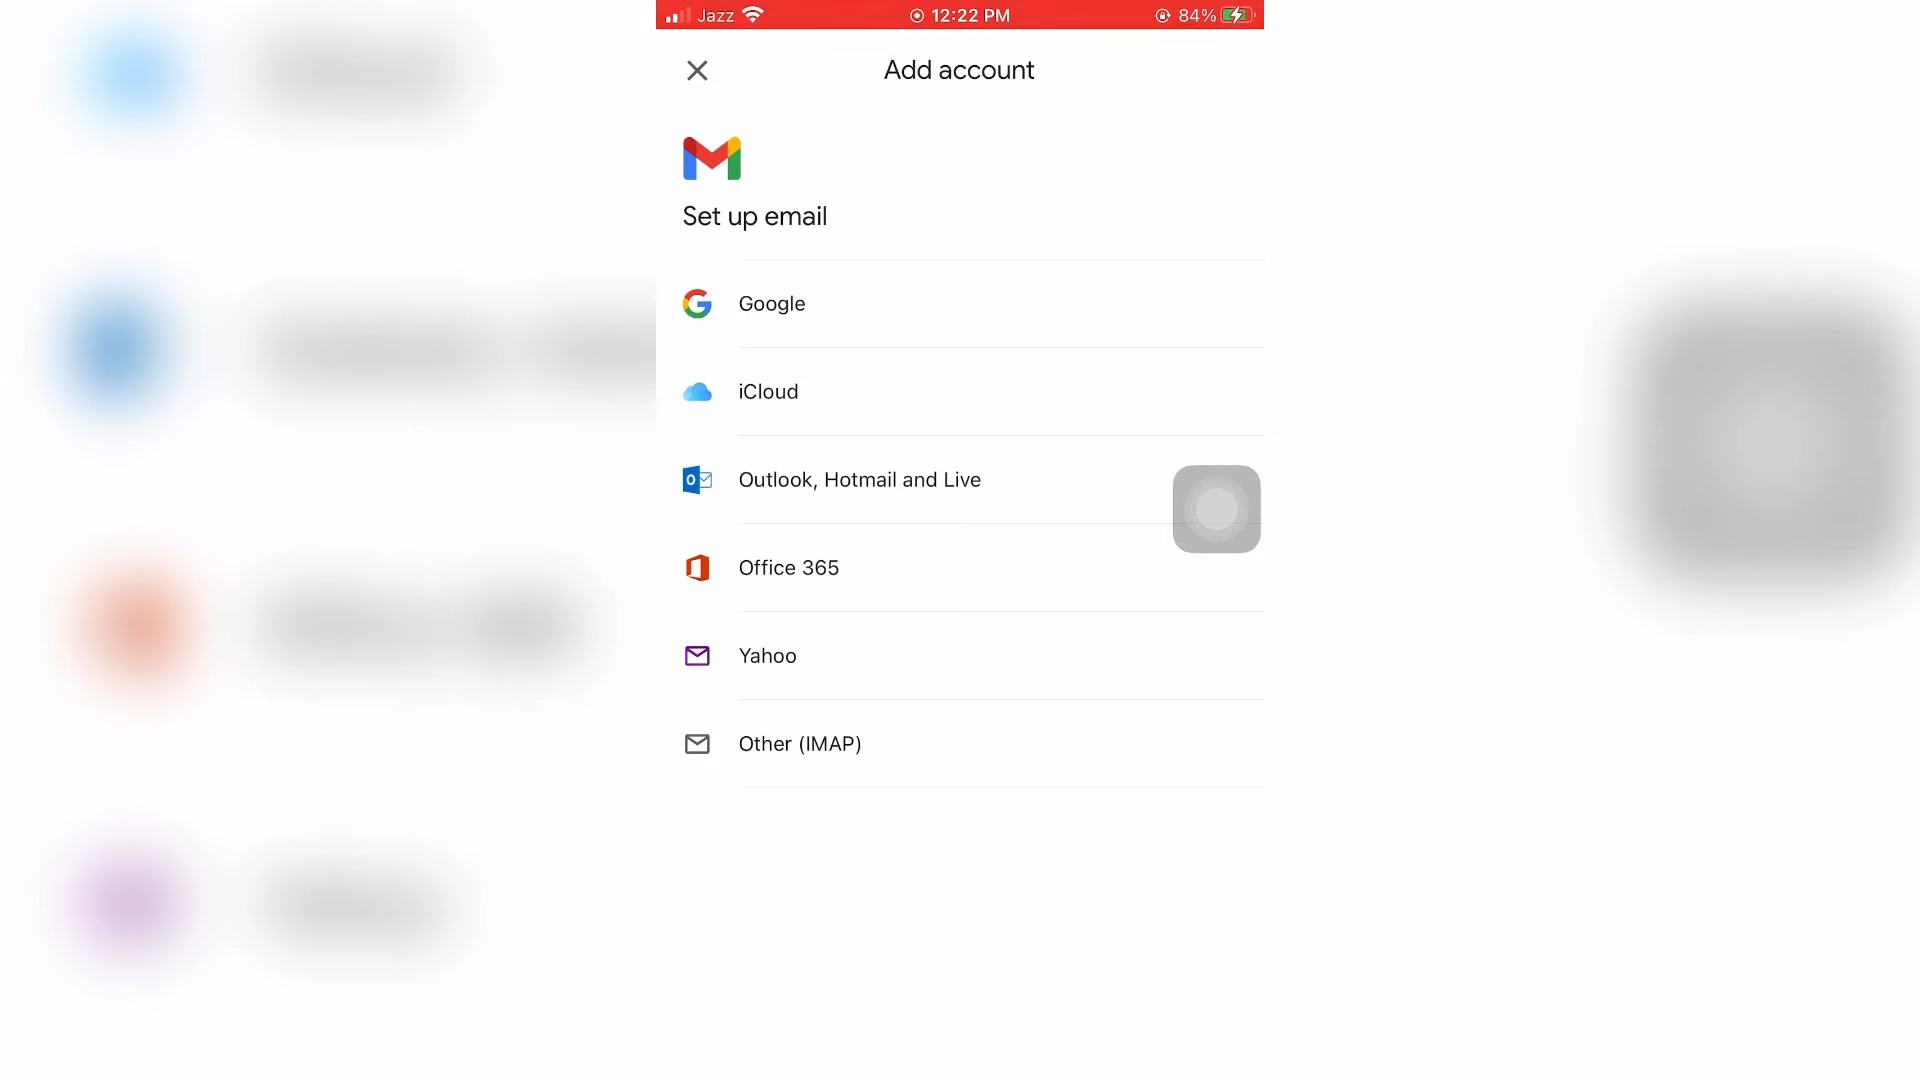 Jazz 12:22 PM 84%
Add account
Set up email
Google
iCloud
Outlook, Hotmail and Live
Office 365
Yahoo
Other (IMAP)